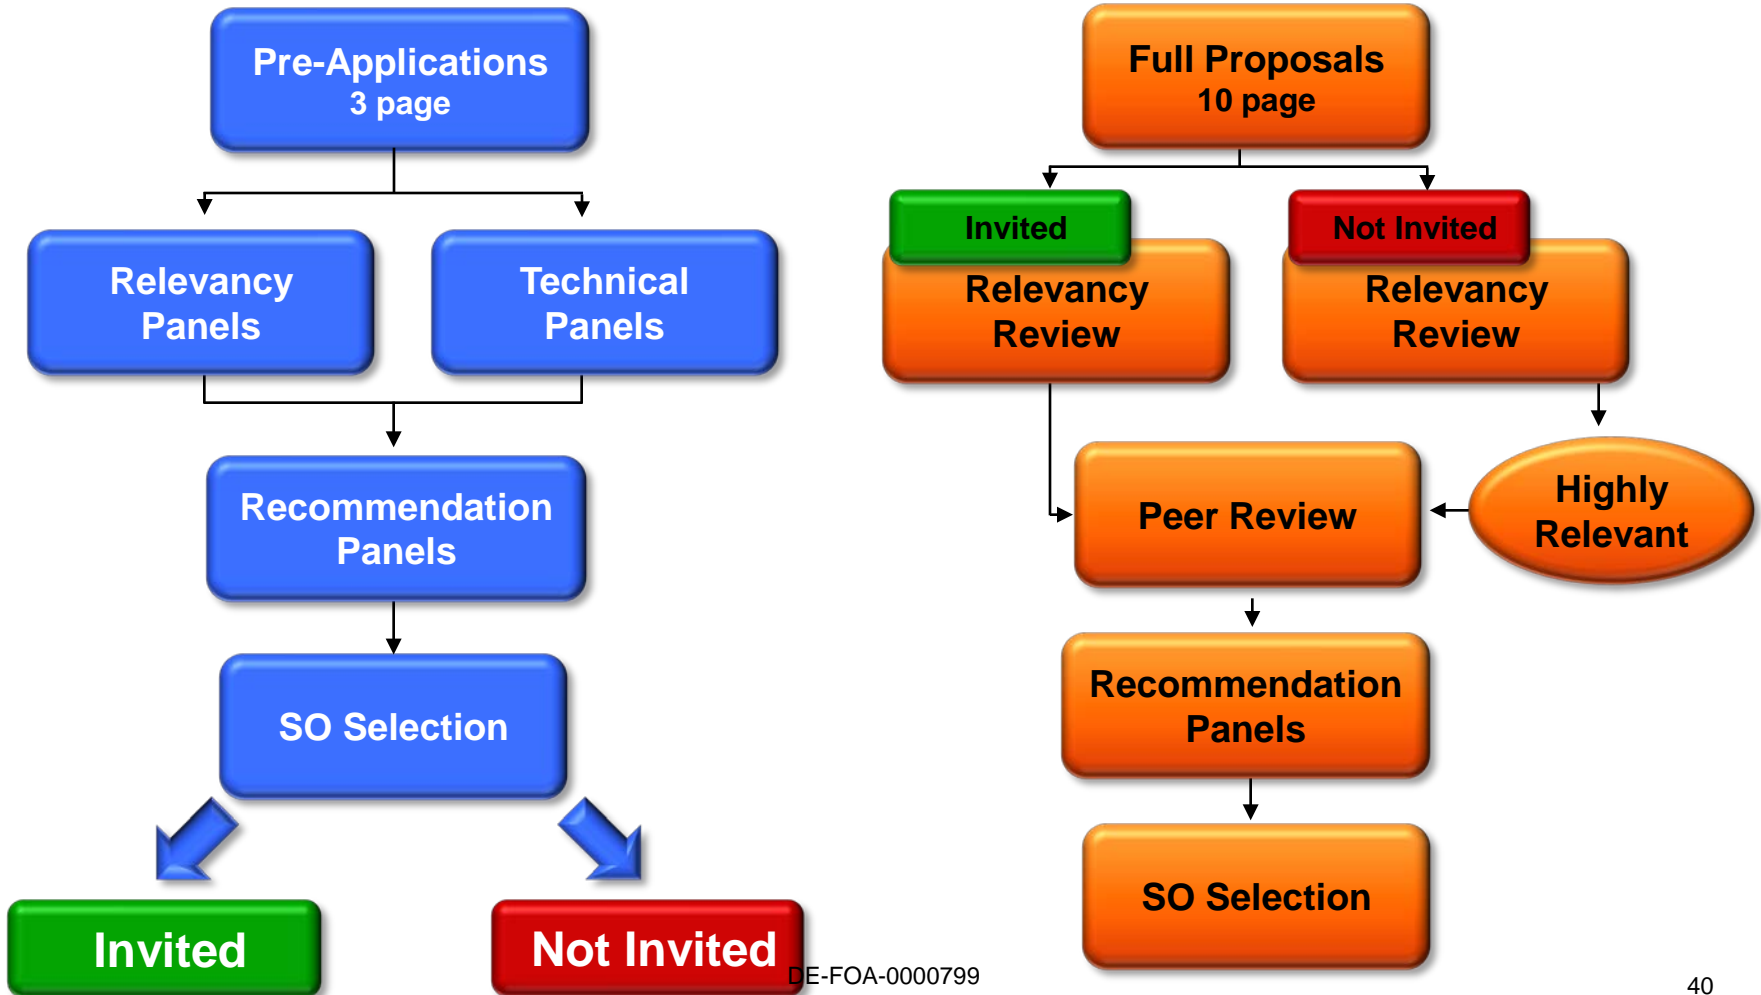 Pre-Applications
3 page
Relevancy
Panels
Technical
Panels
Recommendation
Panels
SO Selection
Invited
Not Invited
Full Proposals
10 page
Invited
Relevancy
Review
Not Invited
Relevancy
Review
Highly
Relevant
Peer Review
Recommendation
Panels
SO Selection
DE-FOA-0000799
40